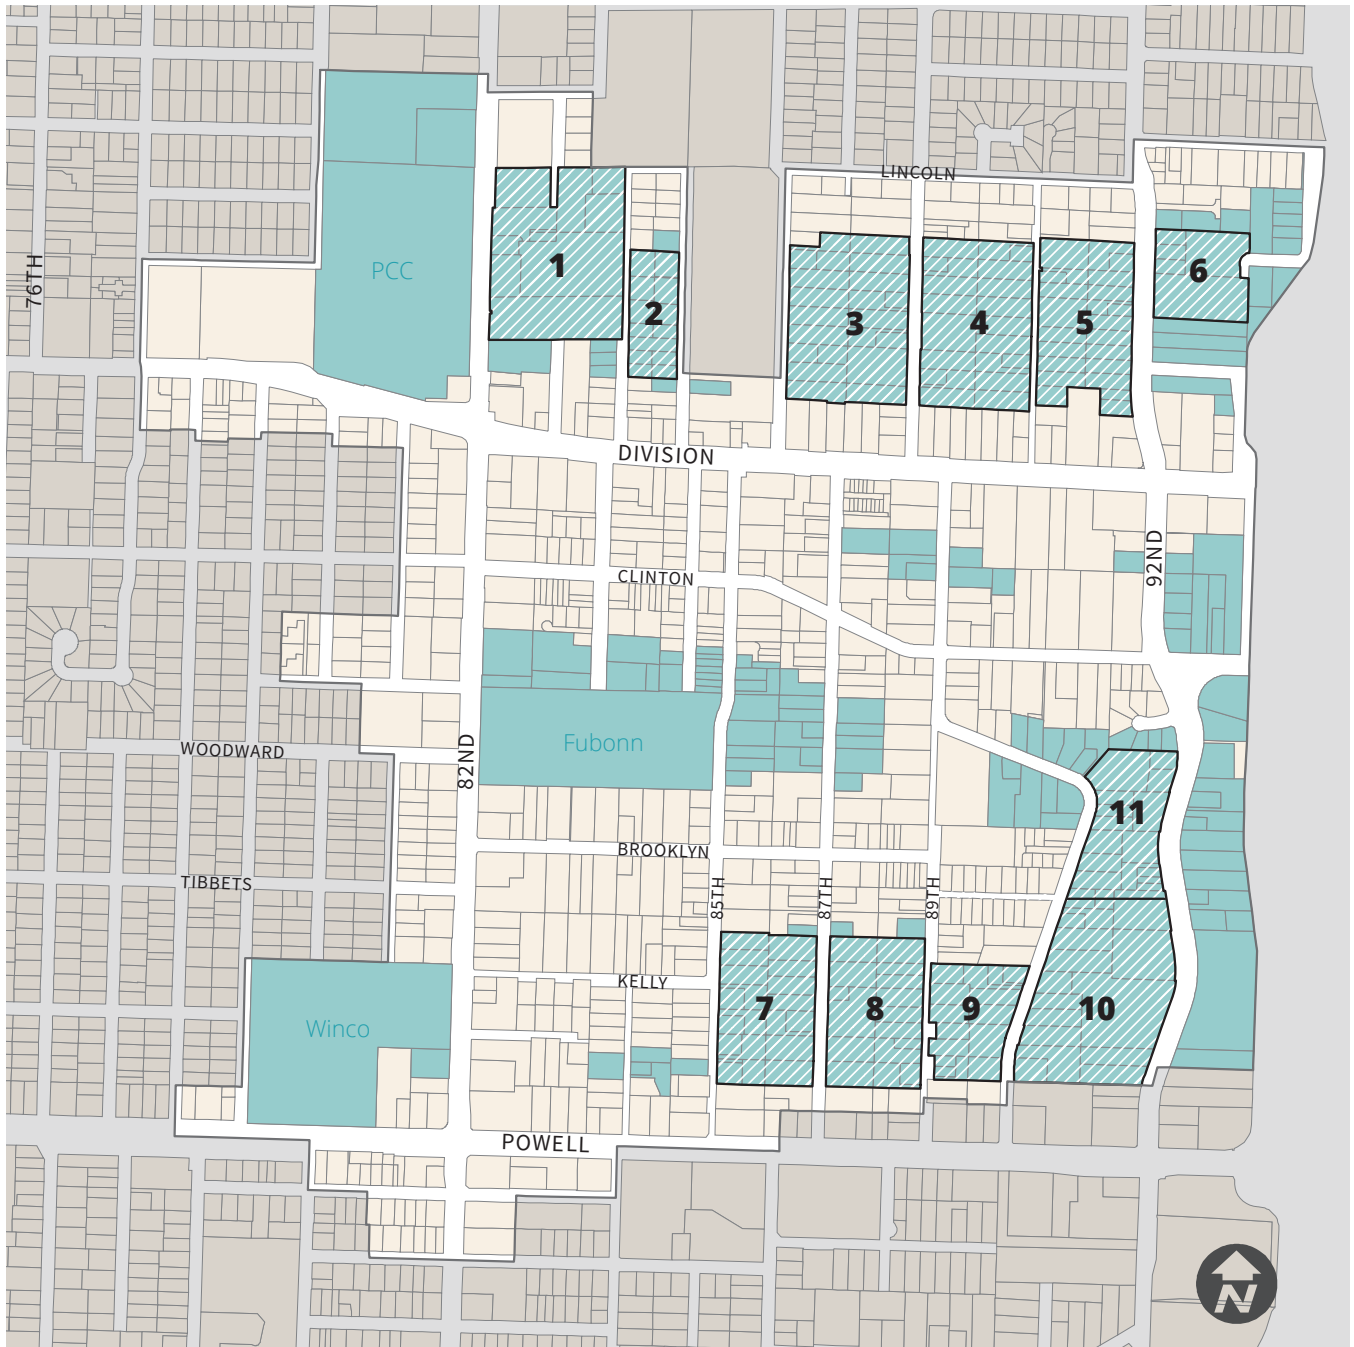 LINCOLN
76TH
PCC
1
2
3
4
5
6
DIVISION
92ND
CLINTON
Fubonn
WOODWARD
82ND
11
BROOKLYN
TIBBETS
85TH
87TH
89TH
KELLY
7
8
9
10
Winco
POWELL
N